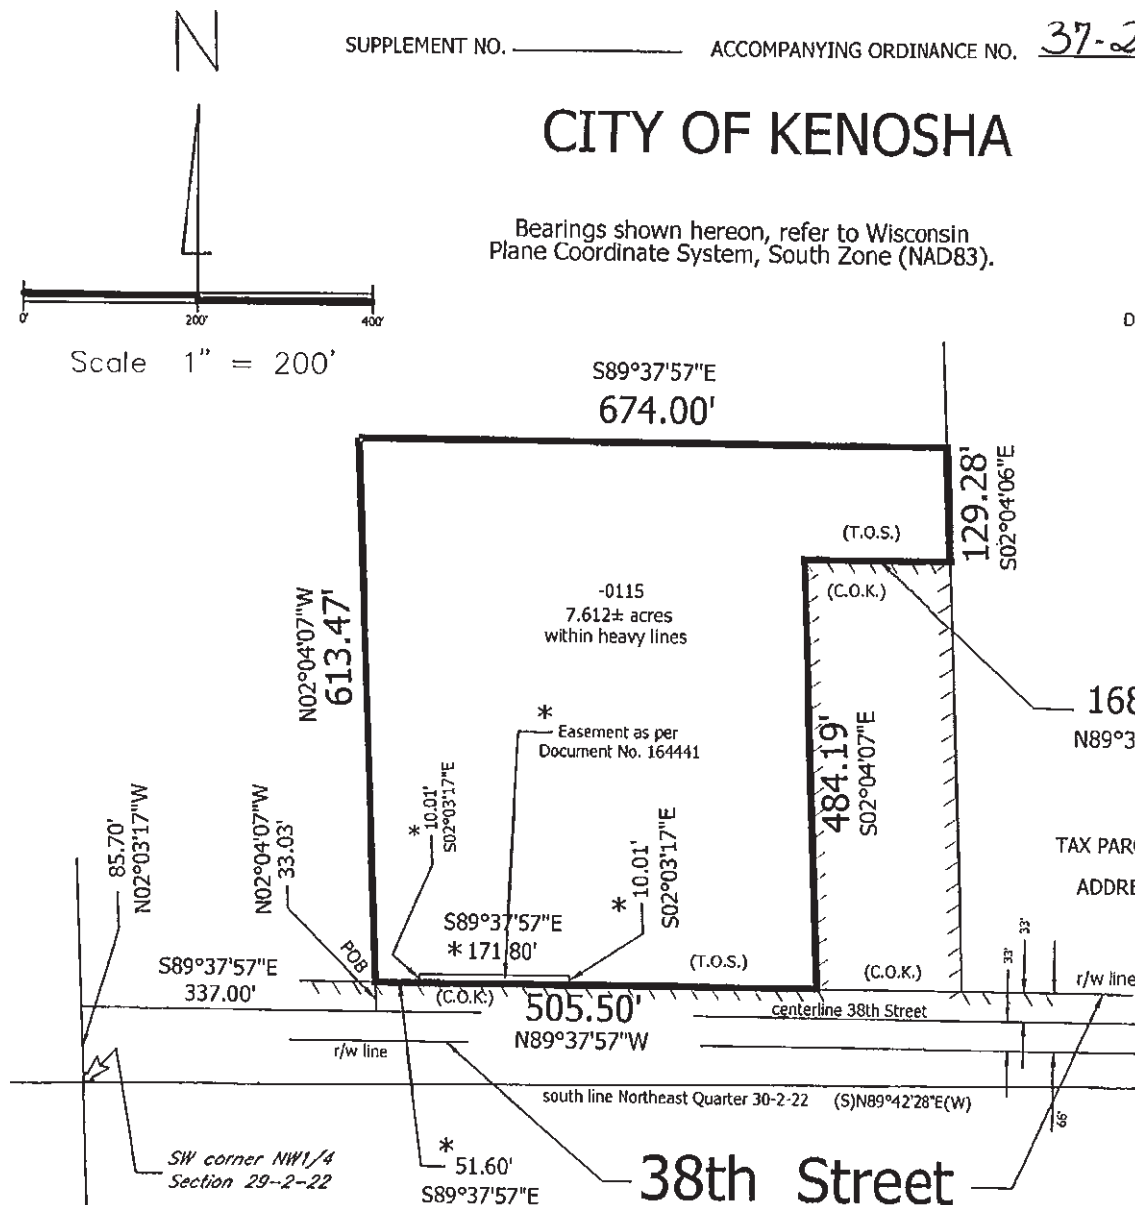 N
SUPPLEMENT NO. ACCOMPANYING ORDINANCE NO. 37-2
CITY OF KENOSHA
Bearings shown hereon, refer to Wisconsin
Plane Coordinate System, South Zone (NAD83).
0' 200' 400'
D
Scale 1" = 200'
S89°37'57"E
674.00'
129.28'
S02°04'06"E
(T.O.S.)
(C.O.K.)
-0115
7.612± acres
within heavy lines
N02°04'07"W
613.47'
168
N89°3
*
Easement as per
Document No. 164441
484.19'
S02°04'07"E
* 10.01'
S02°03'17"E
* 10.01'
S02°03'17"E
85.70'
N02°03'17"W
N02°04'07"W
33.03'
TAX PAR
ADDRE
S89°37'57"E
* 171.80'
POB
S89°37'57"E
337.00'
(T.O.S.)
(C.O.K.)
(C.O.K.)
33'
33'
r/w line
505.50'
N89°37'57"W
centerline 38th Street
r/w line
south line Northeast Quarter 30-2-22 (S)N89°42'28"E(W)
66'
SW corner NW1/4
Section 29-2-22
*
51.60'
S89°37'57"E
38th Street